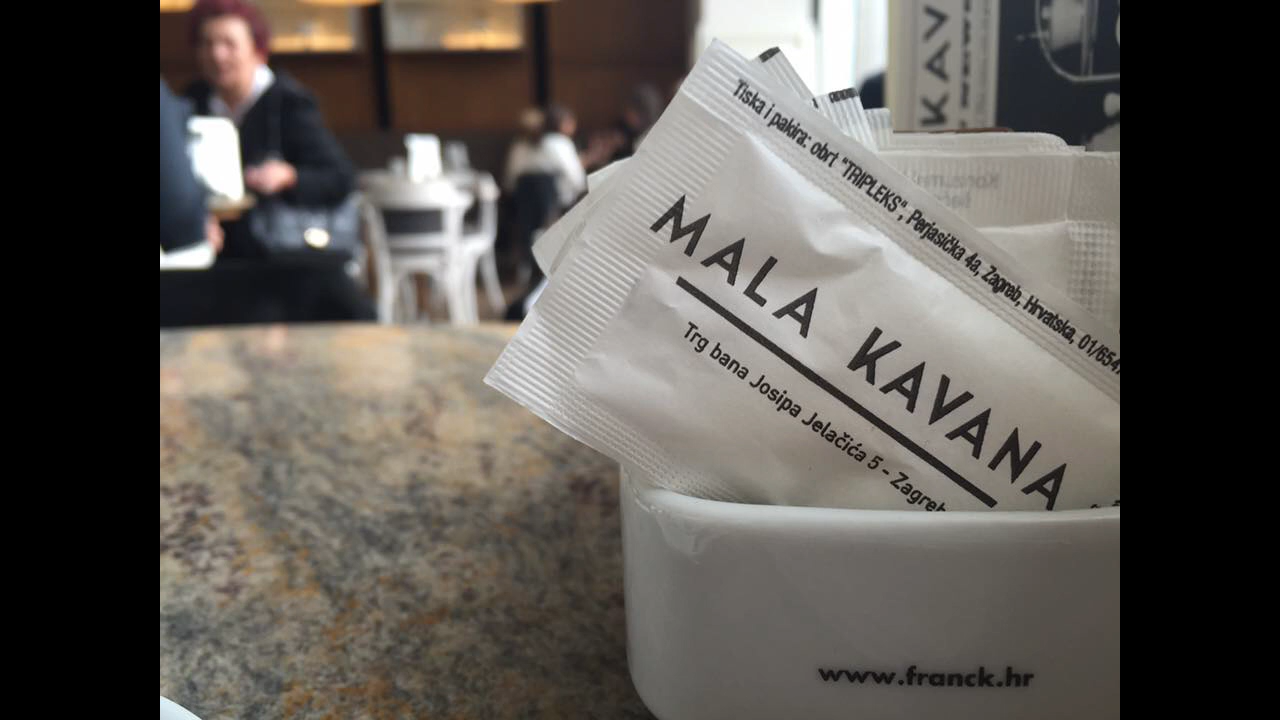 Tiska i pakira: obrt "TRIPLEKS", Perjasička 4a, Zagreb, Hrvatska, 01/654
MALA KAVANA
Trg bana Josipa Jelačića 5 - Zagreb
www.franck.hr
KAV